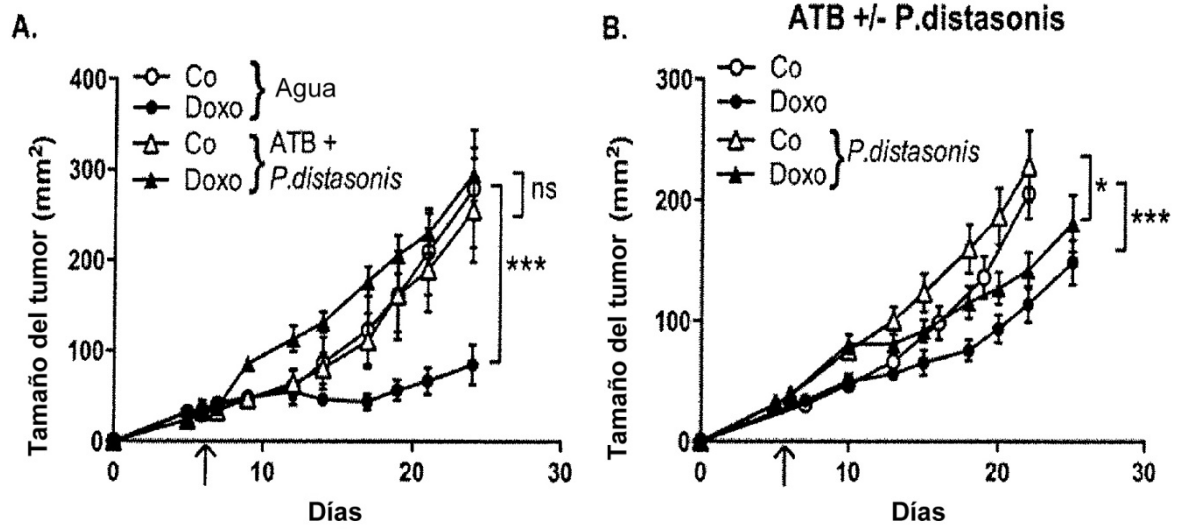 A.
Tamaño del tumor (mm²)
400
300
200
100
0
0
10
20
30
Días
Co
Doxo
} Agua
Co
Doxo
} ATB +
P.distasonis
ns
***
B.
ATB +/- P.distasonis
Tamaño del tumor (mm²)
300
200
100
0
0
10
20
30
Días
Co
Doxo
Co
Doxo
} P.distasonis
*
***